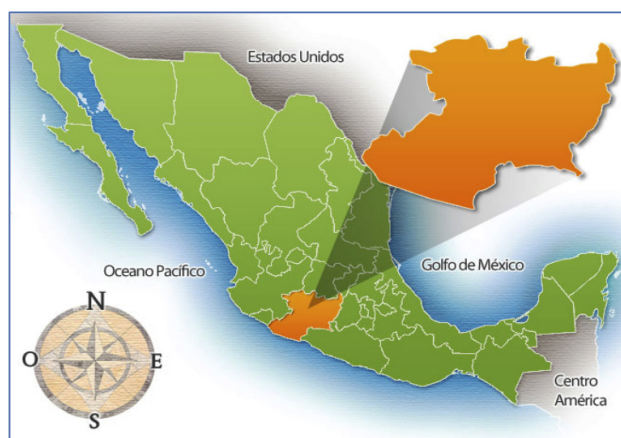 Estados Unidos
Oceano Pacífico
Golfo de México
Centro
América
N
O
E
S